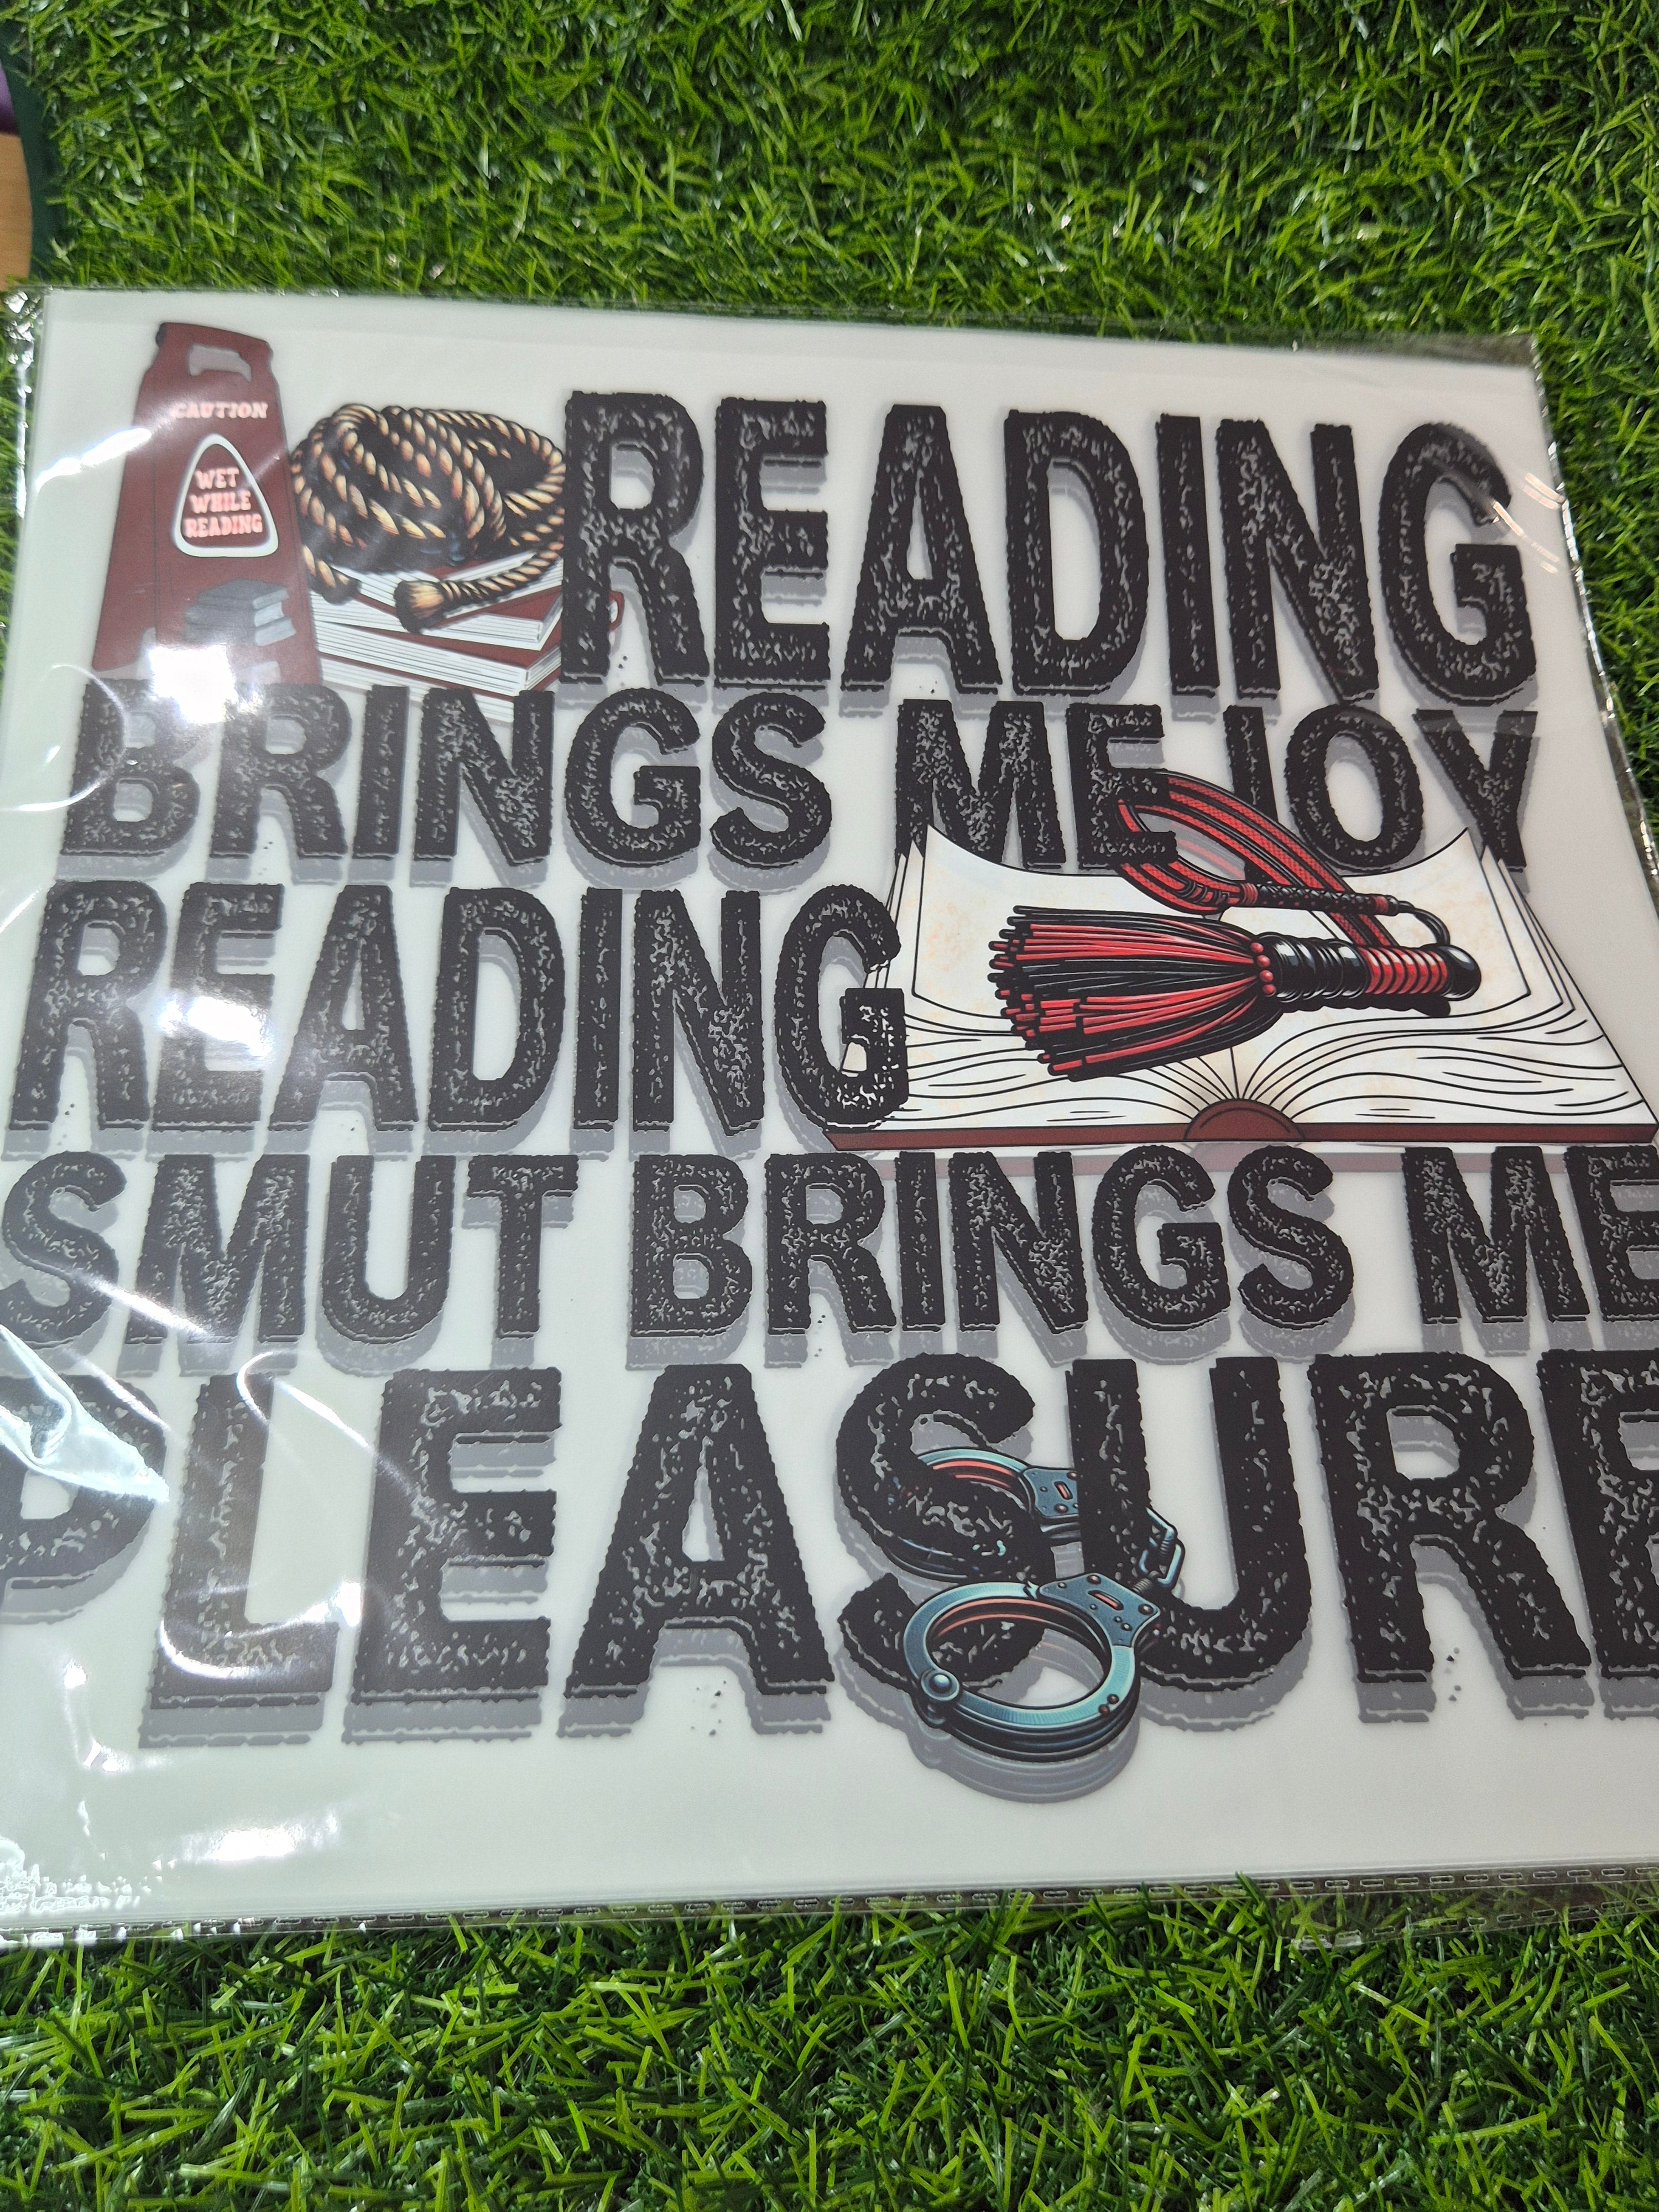 CAUTION
WET
WHILE
READING
READING
BRINGS ME JOY
READING
SMUT BRINGS ME
PLEASURE